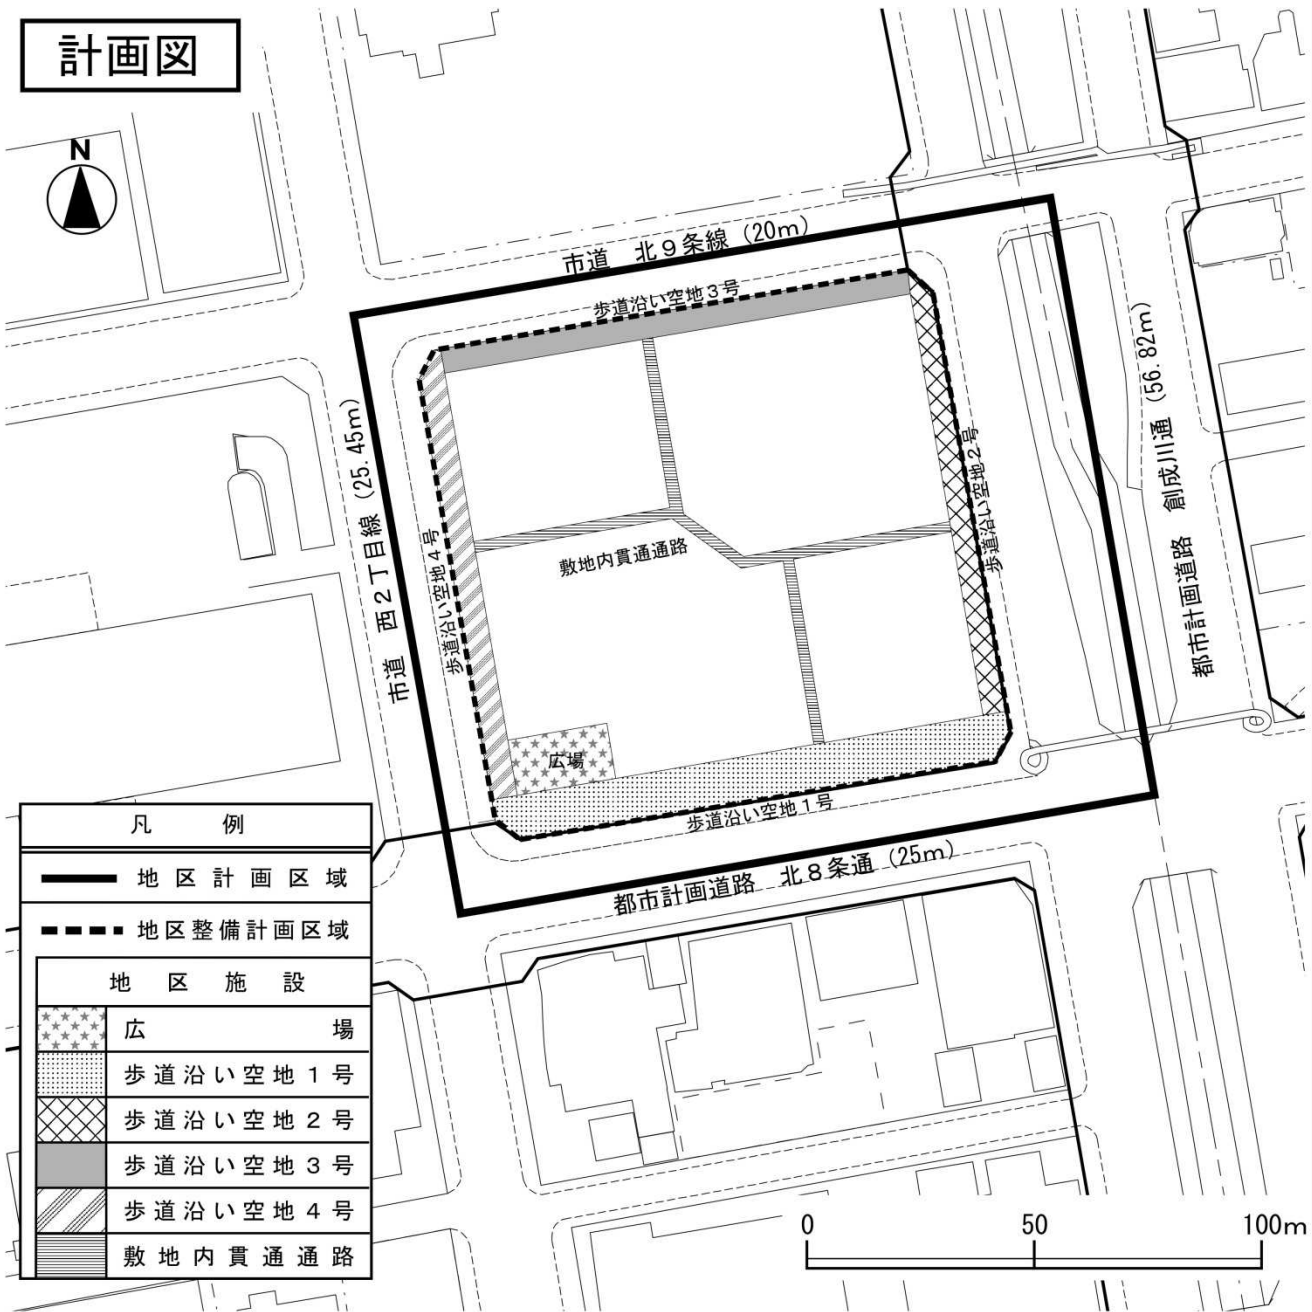 計画図
N
市道 北9条線 (20m)
歩道沿い空地3号
都市計画道路 創成川通 (56.82m)
市道 西2丁目線 (25.45m)
歩道沿い空地2号
歩道沿い空地4号
敷地内貫通通路
広場
歩道沿い空地1号
都市計画道路 北8条通 (25m)
凡例
地区計画区域
地区整備計画区域
地区施設
広場
歩道沿い空地1号
歩道沿い空地2号
歩道沿い空地3号
歩道沿い空地4号
敷地内貫通通路
0 50 100m